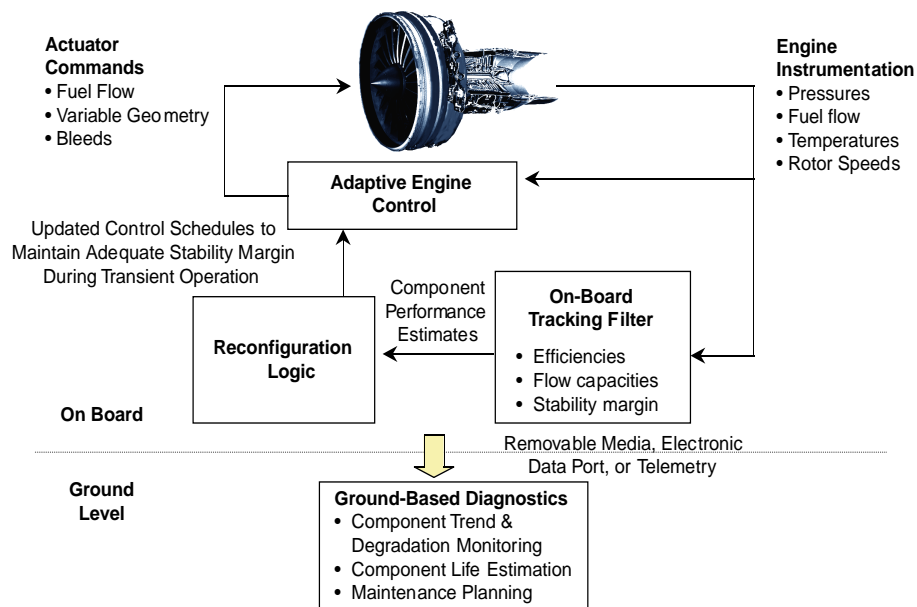 Actuator
Commands
• Fuel Flow
• Variable Geometry
• Bleeds
Engine
Instrumentation
• Pressures
• Fuel flow
• Temperatures
• Rotor Speeds
Adaptive Engine
Control
Updated Control Schedules to
Maintain Adequate Stability Margin
During Transient Operation
Component
Performance
Estimates
On-Board
Tracking Filter
• Efficiencies
• Flow capacities
• Stability margin
Reconfiguration
Logic
On Board
Removable Media, Electronic
Data Port, or Telemetry
Ground
Level
Ground-Based Diagnostics
• Component Trend &
Degradation Monitoring
• Component Life Estimation
• Maintenance Planning